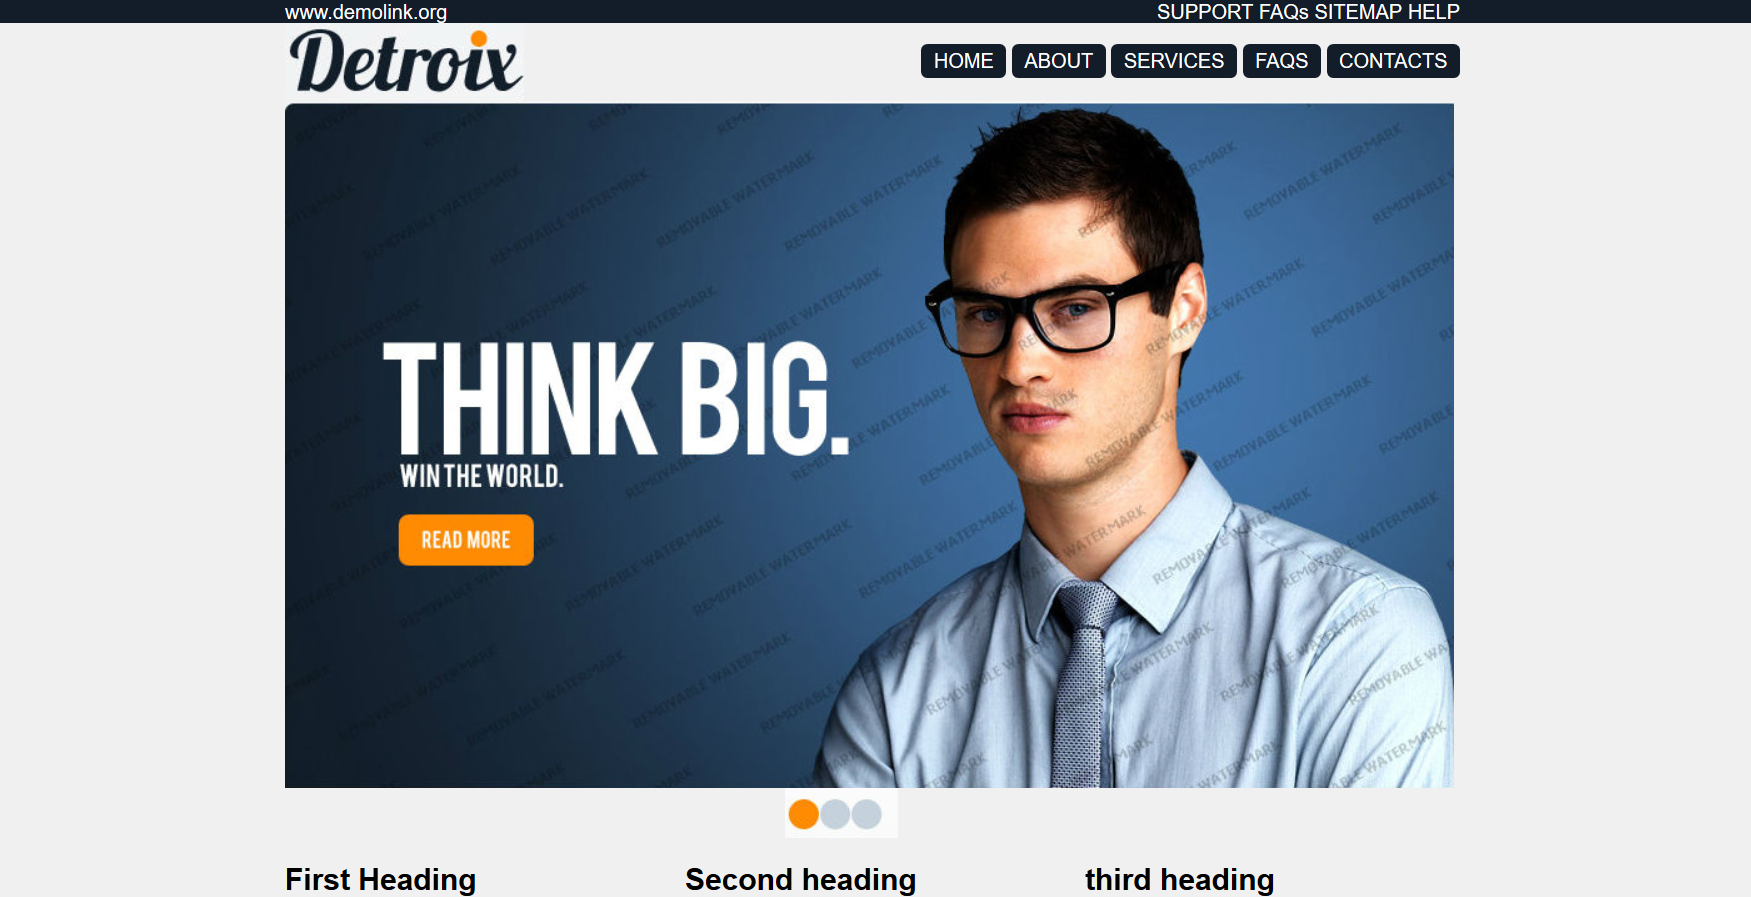 www.demolink.org SUPPORT FAQs SITEMAP HELP
Detroix HOME ABOUT SERVICES FAQS CONTACTS
THINK BIG.
WIN THE WORLD.
READ MORE
REMOVABLE WATERMARK
First Heading Second heading third heading